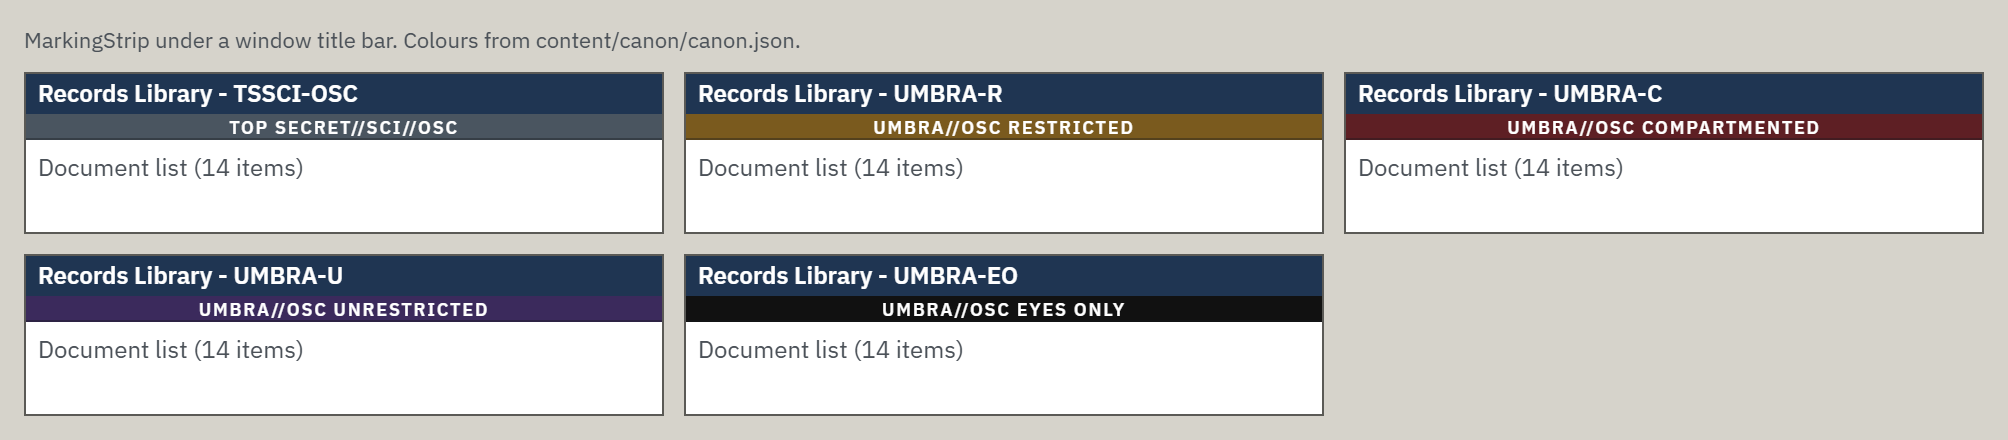 MarkingStrip under a window title bar. Colours from content/canon/canon.json.
Records Library - TSSCI-OSC
TOP SECRET//SCI//OSC
Document list (14 items)
Records Library - UMBRA-R
UMBRA//OSC RESTRICTED
Document list (14 items)
Records Library - UMBRA-C
UMBRA//OSC COMPARTMENTED
Document list (14 items)
Records Library - UMBRA-U
UMBRA//OSC UNRESTRICTED
Document list (14 items)
Records Library - UMBRA-EO
UMBRA//OSC EYES ONLY
Document list (14 items)